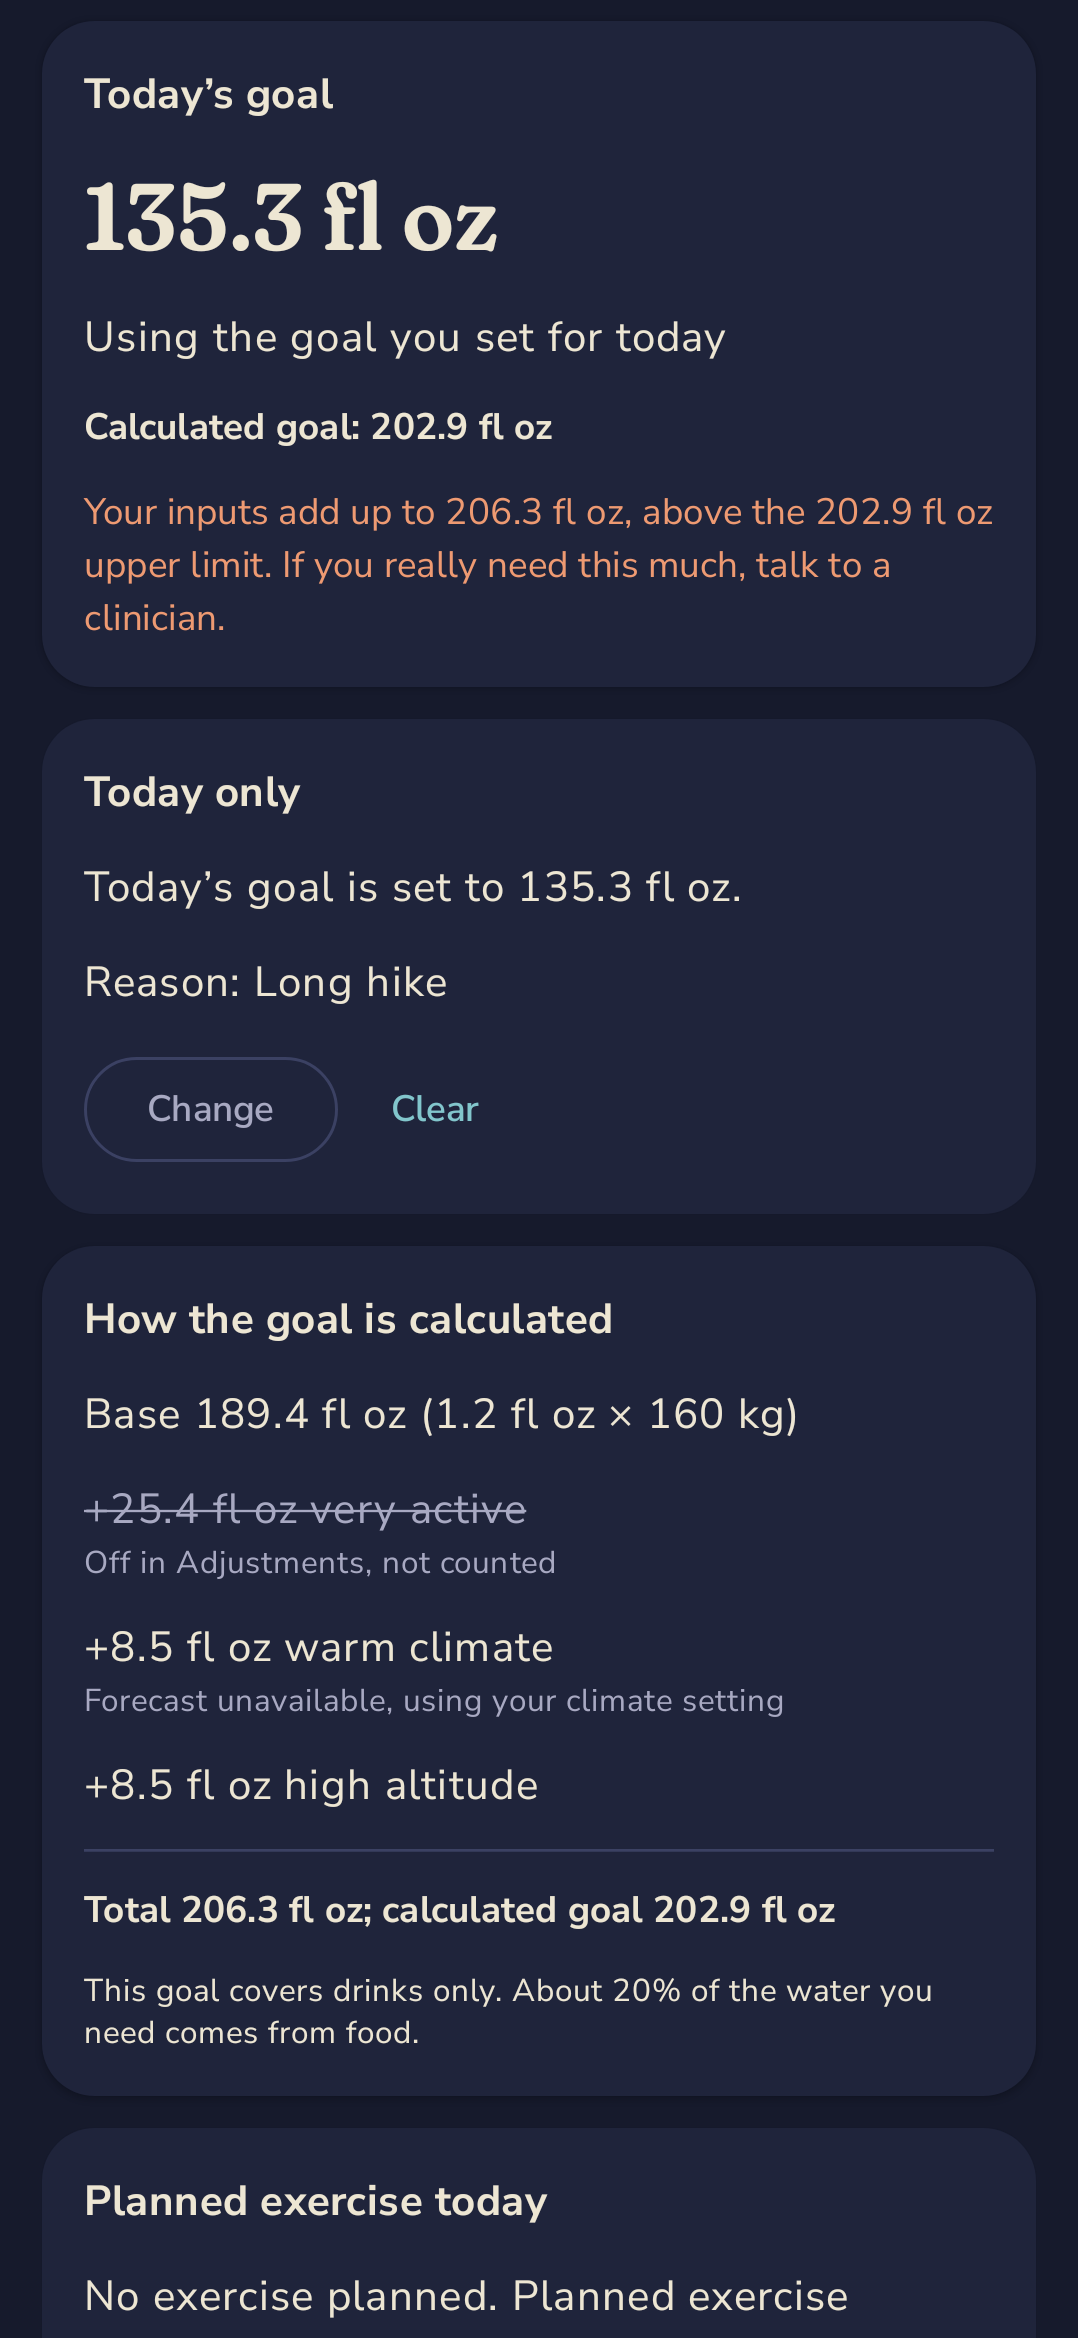 Today’s goal
135.3 fl oz
Using the goal you set for today
Calculated goal: 202.9 fl oz
Your inputs add up to 206.3 fl oz, above the 202.9 fl oz
upper limit. If you really need this much, talk to a
clinician.
Today only
Today’s goal is set to 135.3 fl oz.
Reason: Long hike
Change
Clear
How the goal is calculated
Base 189.4 fl oz (1.2 fl oz × 160 kg)
+25.4 fl oz very active
Off in Adjustments, not counted
+8.5 fl oz warm climate
Forecast unavailable, using your climate setting
+8.5 fl oz high altitude
Total 206.3 fl oz; calculated goal 202.9 fl oz
This goal covers drinks only. About 20% of the water you
need comes from food.
Planned exercise today
No exercise planned. Planned exercise